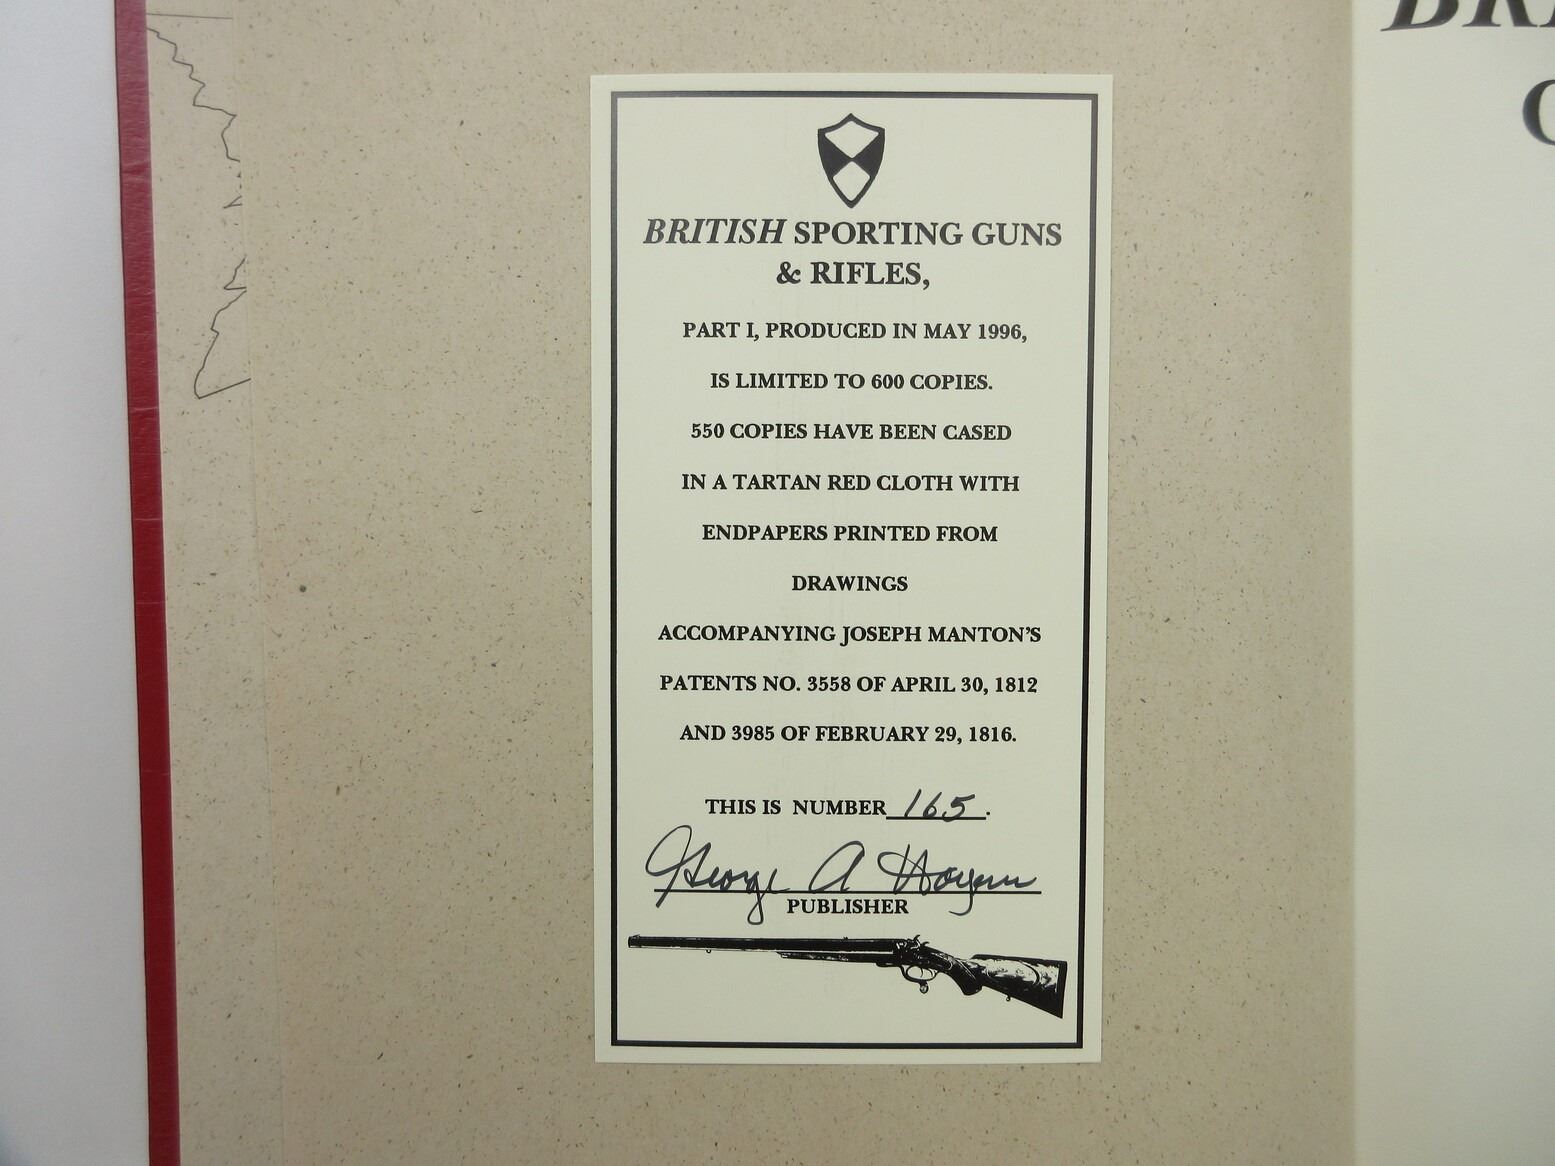 BRITISH SPORTING GUNS
& RIFLES,
PART I, PRODUCED IN MAY 1996,
IS LIMITED TO 600 COPIES.
550 COPIES HAVE BEEN CASED
IN A TARTAN RED CLOTH WITH
ENDPAPERS PRINTED FROM
DRAWINGS
ACCOMPANYING JOSEPH MANTON'S
PATENTS NO. 3558 OF APRIL 30, 1812
AND 3985 OF FEBRUARY 29, 1816.
THIS IS NUMBER 165.
George A
PUBLISHER